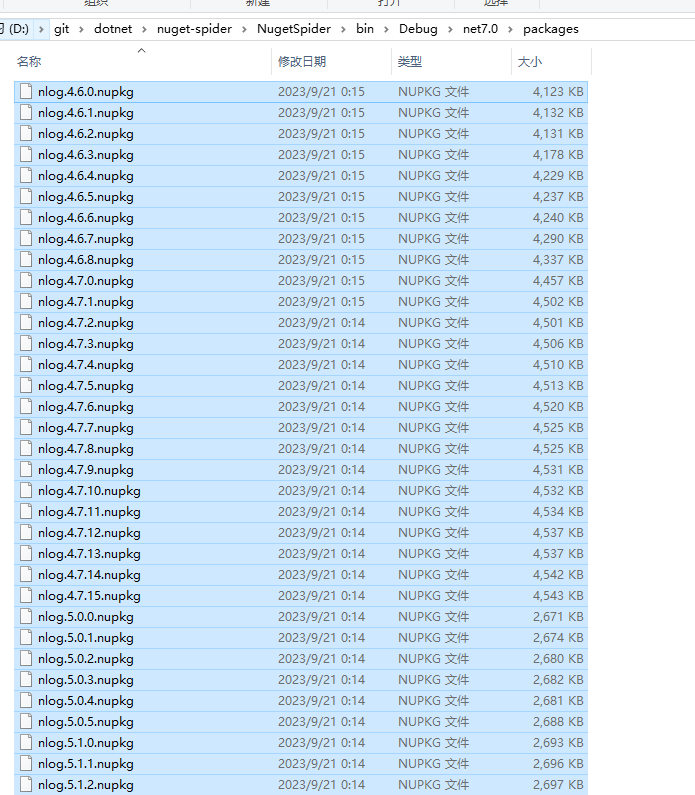 组织 新建 打开 选择
(D:) › git › dotnet › nuget-spider › NugetSpider › bin › Debug › net7.0 › packages
名称 修改日期 类型 大小
nlog.4.6.0.nupkg 2023/9/21 0:15 NUPKG 文件 4,123 KB
nlog.4.6.1.nupkg 2023/9/21 0:15 NUPKG 文件 4,132 KB
nlog.4.6.2.nupkg 2023/9/21 0:15 NUPKG 文件 4,131 KB
nlog.4.6.3.nupkg 2023/9/21 0:15 NUPKG 文件 4,178 KB
nlog.4.6.4.nupkg 2023/9/21 0:15 NUPKG 文件 4,229 KB
nlog.4.6.5.nupkg 2023/9/21 0:15 NUPKG 文件 4,237 KB
nlog.4.6.6.nupkg 2023/9/21 0:15 NUPKG 文件 4,240 KB
nlog.4.6.7.nupkg 2023/9/21 0:15 NUPKG 文件 4,290 KB
nlog.4.6.8.nupkg 2023/9/21 0:15 NUPKG 文件 4,337 KB
nlog.4.7.0.nupkg 2023/9/21 0:15 NUPKG 文件 4,457 KB
nlog.4.7.1.nupkg 2023/9/21 0:15 NUPKG 文件 4,502 KB
nlog.4.7.2.nupkg 2023/9/21 0:14 NUPKG 文件 4,501 KB
nlog.4.7.3.nupkg 2023/9/21 0:14 NUPKG 文件 4,506 KB
nlog.4.7.4.nupkg 2023/9/21 0:14 NUPKG 文件 4,510 KB
nlog.4.7.5.nupkg 2023/9/21 0:14 NUPKG 文件 4,513 KB
nlog.4.7.6.nupkg 2023/9/21 0:14 NUPKG 文件 4,520 KB
nlog.4.7.7.nupkg 2023/9/21 0:14 NUPKG 文件 4,525 KB
nlog.4.7.8.nupkg 2023/9/21 0:14 NUPKG 文件 4,525 KB
nlog.4.7.9.nupkg 2023/9/21 0:14 NUPKG 文件 4,531 KB
nlog.4.7.10.nupkg 2023/9/21 0:14 NUPKG 文件 4,532 KB
nlog.4.7.11.nupkg 2023/9/21 0:14 NUPKG 文件 4,534 KB
nlog.4.7.12.nupkg 2023/9/21 0:14 NUPKG 文件 4,537 KB
nlog.4.7.13.nupkg 2023/9/21 0:14 NUPKG 文件 4,537 KB
nlog.4.7.14.nupkg 2023/9/21 0:14 NUPKG 文件 4,542 KB
nlog.4.7.15.nupkg 2023/9/21 0:14 NUPKG 文件 4,543 KB
nlog.5.0.0.nupkg 2023/9/21 0:14 NUPKG 文件 2,671 KB
nlog.5.0.1.nupkg 2023/9/21 0:14 NUPKG 文件 2,674 KB
nlog.5.0.2.nupkg 2023/9/21 0:14 NUPKG 文件 2,680 KB
nlog.5.0.3.nupkg 2023/9/21 0:14 NUPKG 文件 2,682 KB
nlog.5.0.4.nupkg 2023/9/21 0:14 NUPKG 文件 2,681 KB
nlog.5.0.5.nupkg 2023/9/21 0:14 NUPKG 文件 2,688 KB
nlog.5.1.0.nupkg 2023/9/21 0:14 NUPKG 文件 2,693 KB
nlog.5.1.1.nupkg 2023/9/21 0:14 NUPKG 文件 2,696 KB
nlog.5.1.2.nupkg 2023/9/21 0:14 NUPKG 文件 2,697 KB